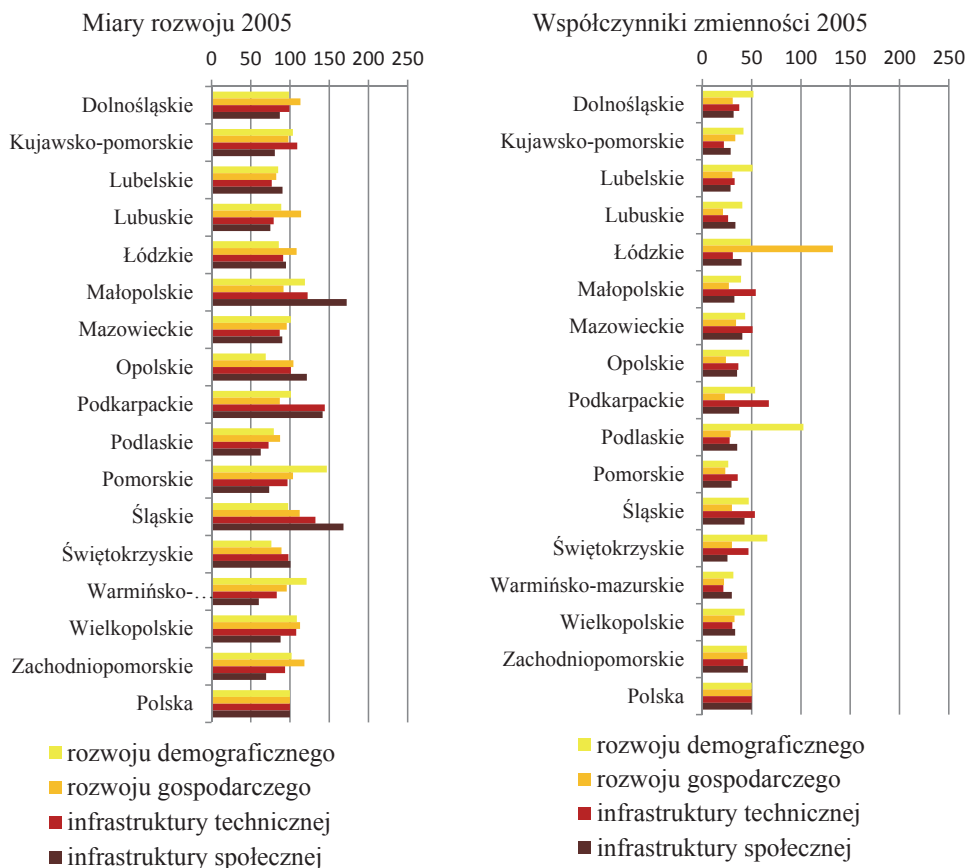 Miary rozwoju 2005
0 50 100 150 200 250
Dolnośląskie
Kujawsko-pomorskie
Lubelskie
Lubuskie
Łódzkie
Małopolskie
Mazowieckie
Opolskie
Podkarpackie
Podlaskie
Pomorskie
Śląskie
Świętokrzyskie
Warmińsko-…
Wielkopolskie
Zachodniopomorskie
Polska
rozwoju demograficznego
rozwoju gospodarczego
infrastruktury technicznej
infrastruktury społecznej
Współczynniki zmienności 2005
0 50 100 150 200 250
Dolnośląskie
Kujawsko-pomorskie
Lubelskie
Lubuskie
Łódzkie
Małopolskie
Mazowieckie
Opolskie
Podkarpackie
Podlaskie
Pomorskie
Śląskie
Świętokrzyskie
Warmińsko-mazurskie
Wielkopolskie
Zachodniopomorskie
Polska
rozwoju demograficznego
rozwoju gospodarczego
infrastruktury technicznej
infrastruktury społecznej